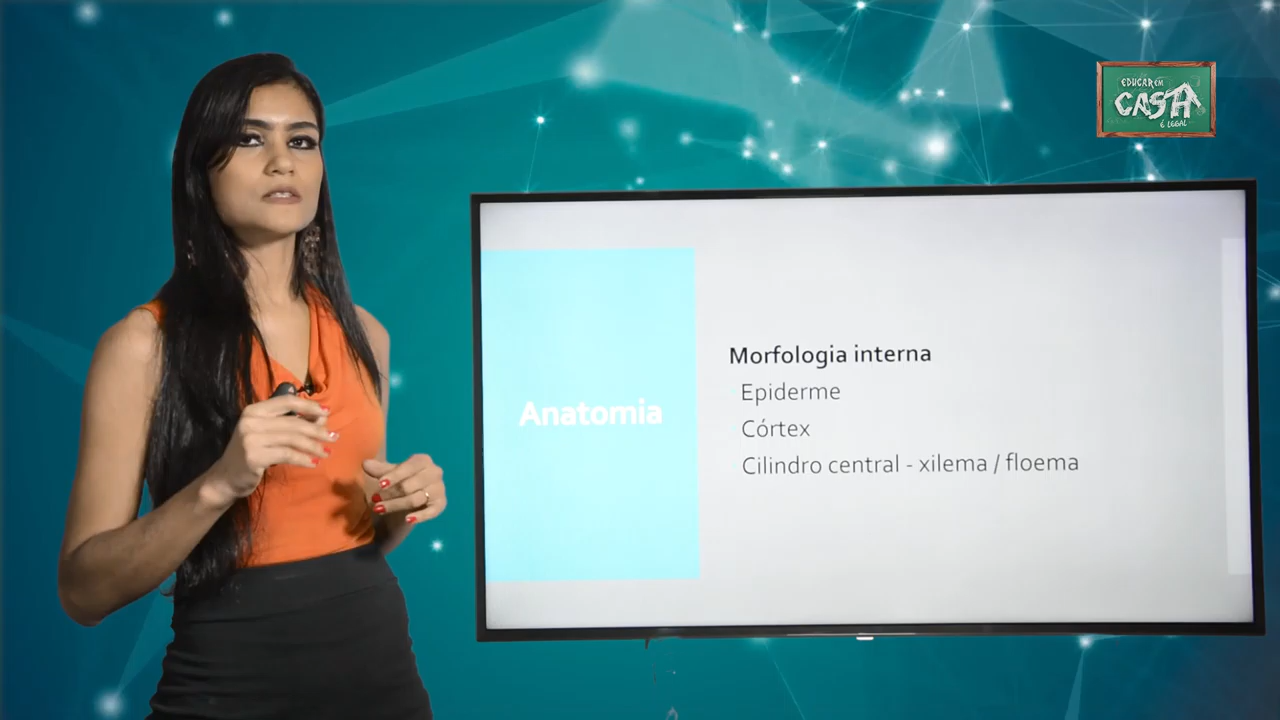 EDUCAR EM
CASA
É LEGAL
Anatomia
Morfologia interna
Epiderme
Córtex
Cilindro central - xilema / floema